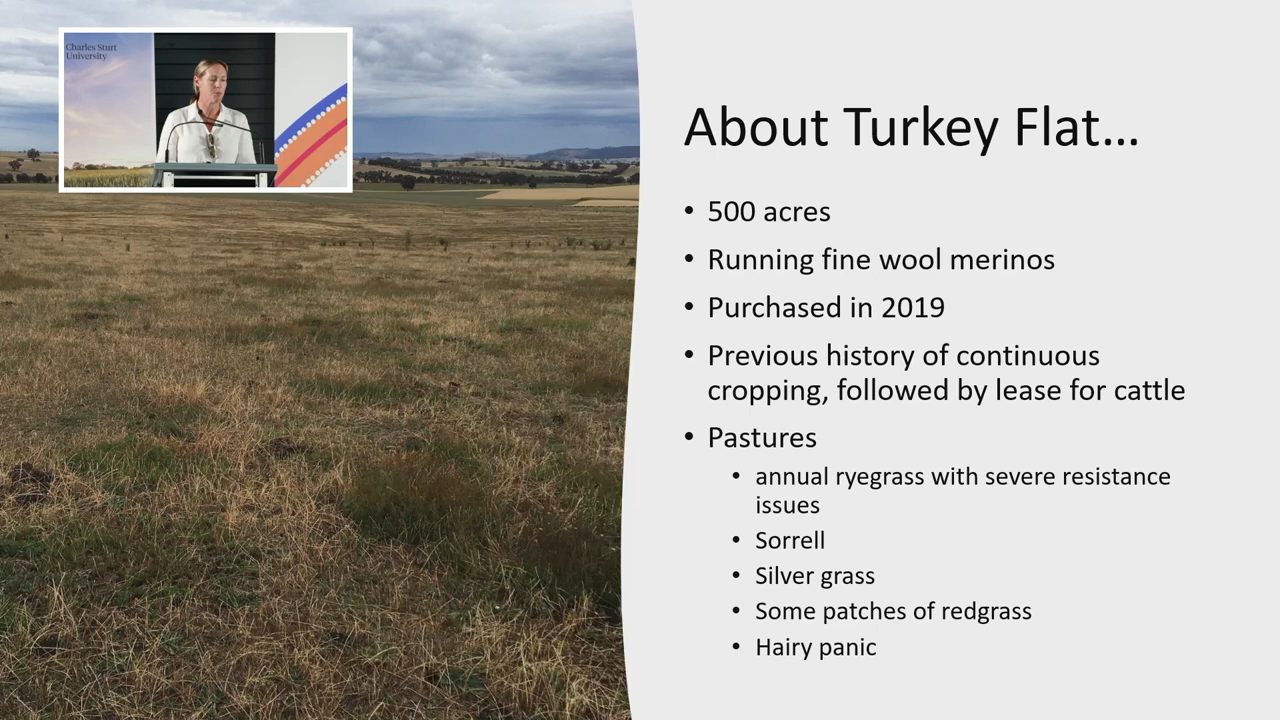 Charles Sturt
University
About Turkey Flat...
• 500 acres
• Running fine wool merinos
• Purchased in 2019
• Previous history of continuous
cropping, followed by lease for cattle
• Pastures
• annual ryegrass with severe resistance
issues
• Sorrell
• Silver grass
• Some patches of redgrass
• Hairy panic